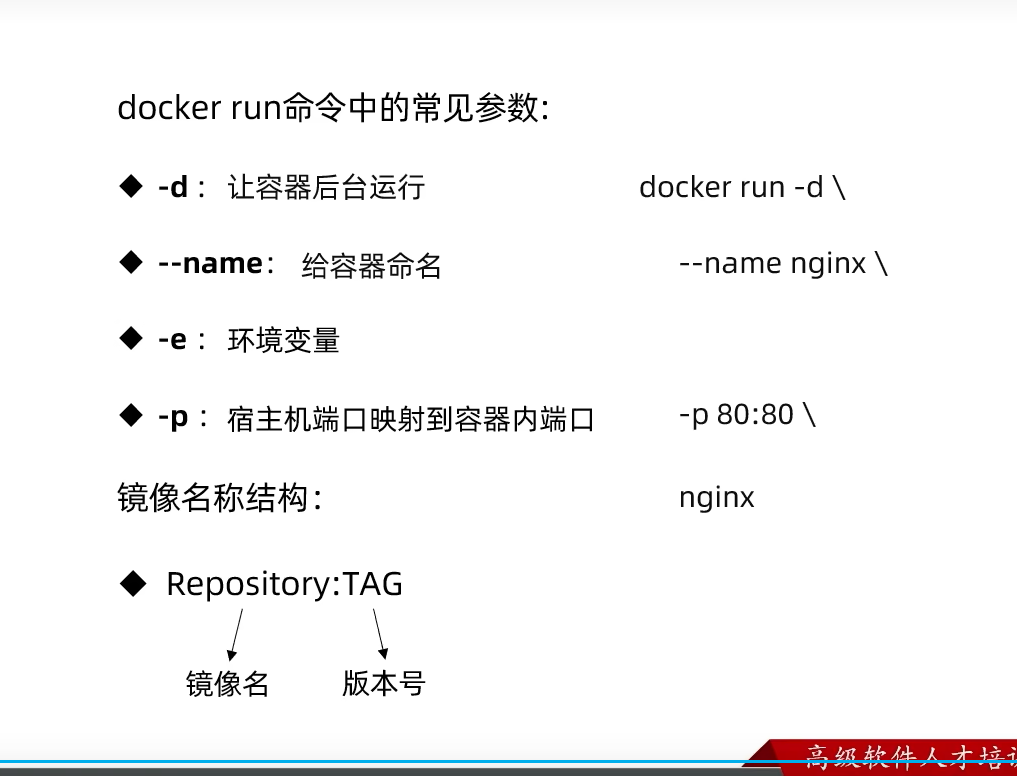 docker run命令中的常见参数:
◆ -d： 让容器后台运行
docker run -d \
◆ --name： 给容器命名
--name nginx \
◆ -e： 环境变量
◆ -p： 宿主机端口映射到容器内端口
-p 80:80 \
镜像名称结构：
nginx
◆ Repository:TAG
镜像名 版本号
高级软件人才培